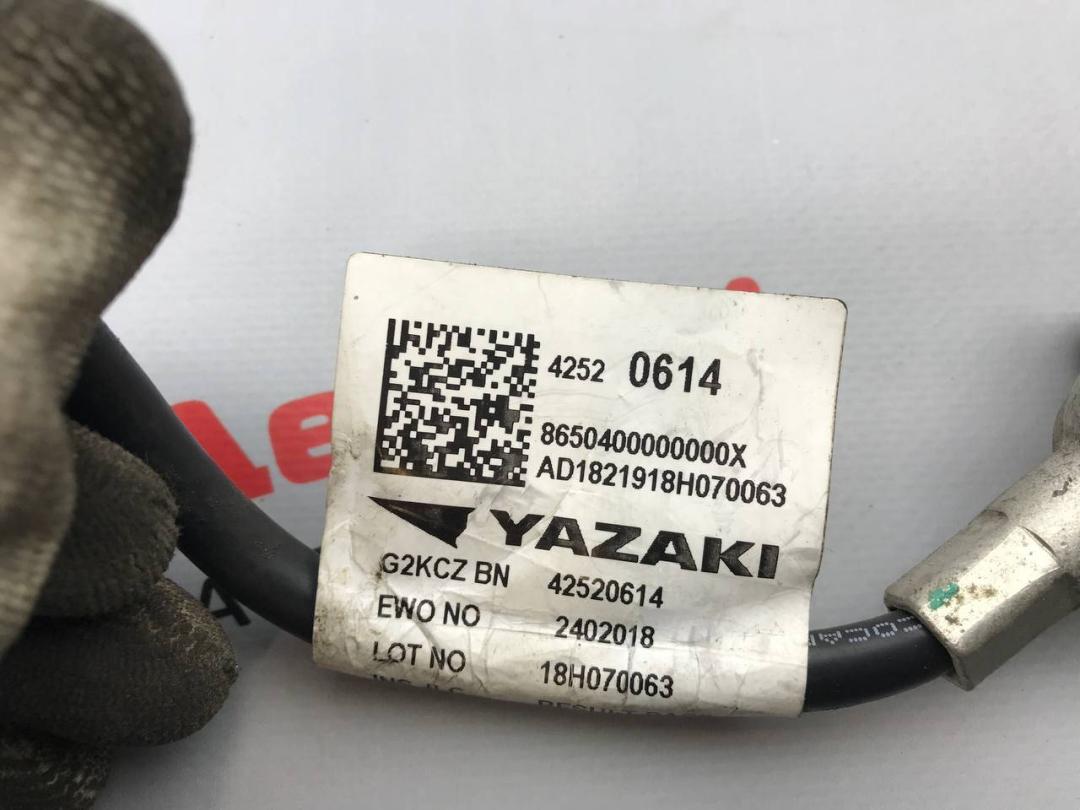 4252 0614
8650400000000X
AD1821918H070063
YAZAKI
G2KCZ BN 42520614
EWO NO 2402018
LOT NO 18H070063